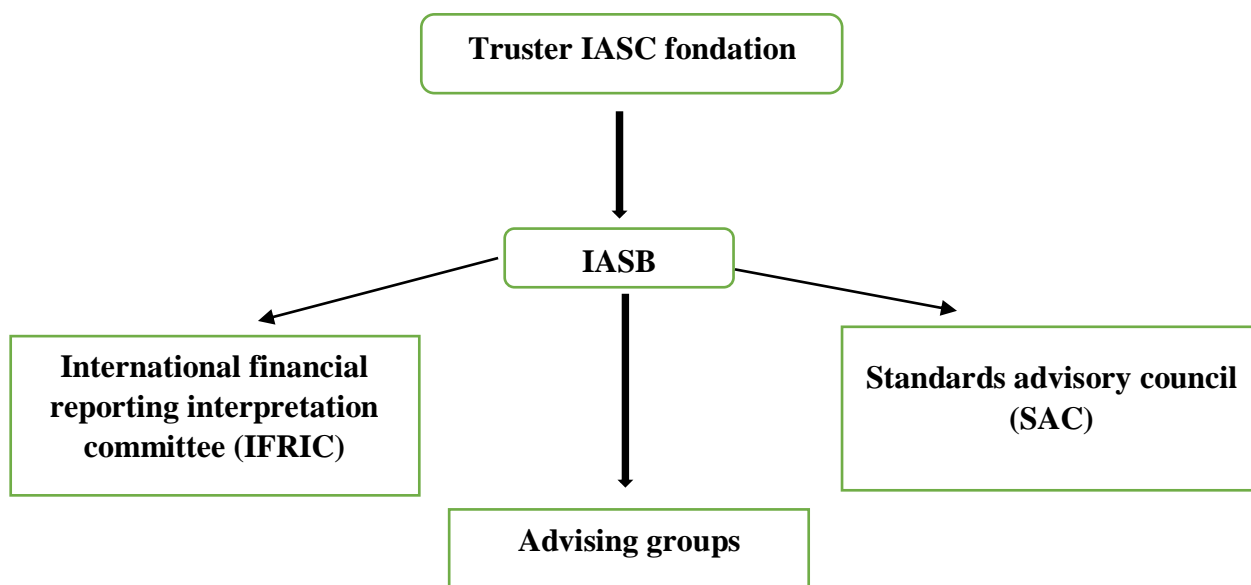 Truster IASC fondation
IASB
International financial
reporting interpretation
committee (IFRIC)
Standards advisory council
(SAC)
Advising groups